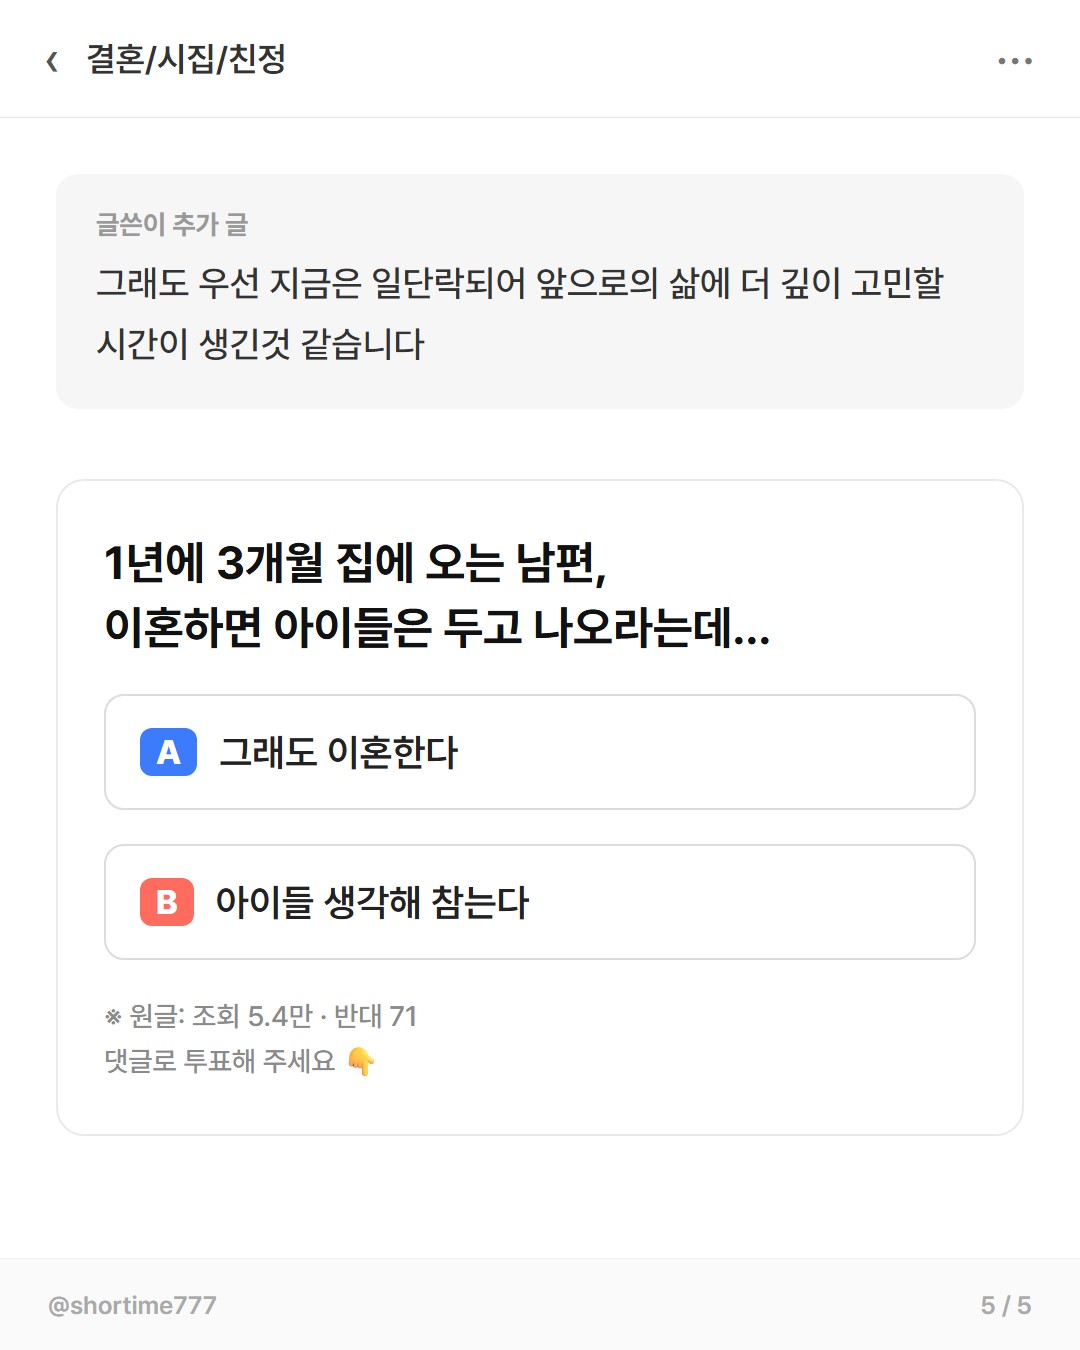 결혼/시집/친정
글쓴이 추가 글
그래도 우선 지금은 일단락되어 앞으로의 삶에 더 깊이 고민할
시간이 생긴것 같습니다
1년에 3개월 집에 오는 남편,
이혼하면 아이들은 두고 나오라는데...
A 그래도 이혼한다
B 아이들 생각해 참는다
※ 원글: 조회 5.4만 · 반대 71
댓글로 투표해 주세요 👇
@shortime777
5 / 5